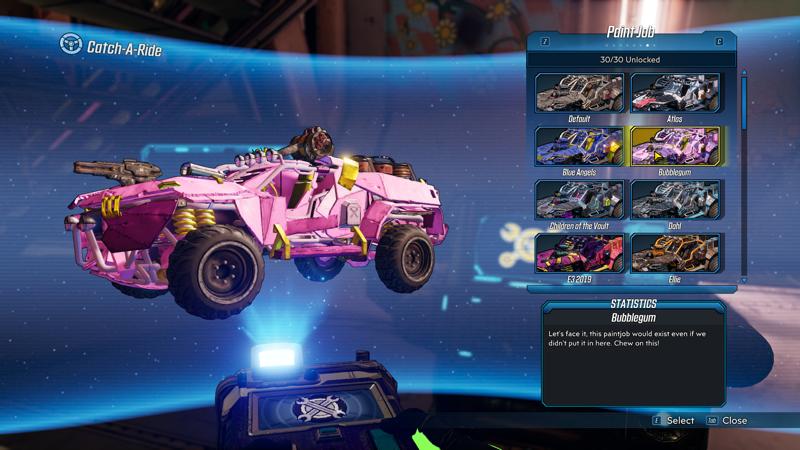 Catch-A-Ride
Paint Job
Z
C
30/30 Unlocked
Default
Atlas
Blue Angels
Bubblegum
Children of the Vault
Dahl
E3 2019
Ellie
STATISTICS
Bubblegum
Let's face it, this paintjob would exist even if we
didn't put it in here. Chew on this!
E Select
Tab Close